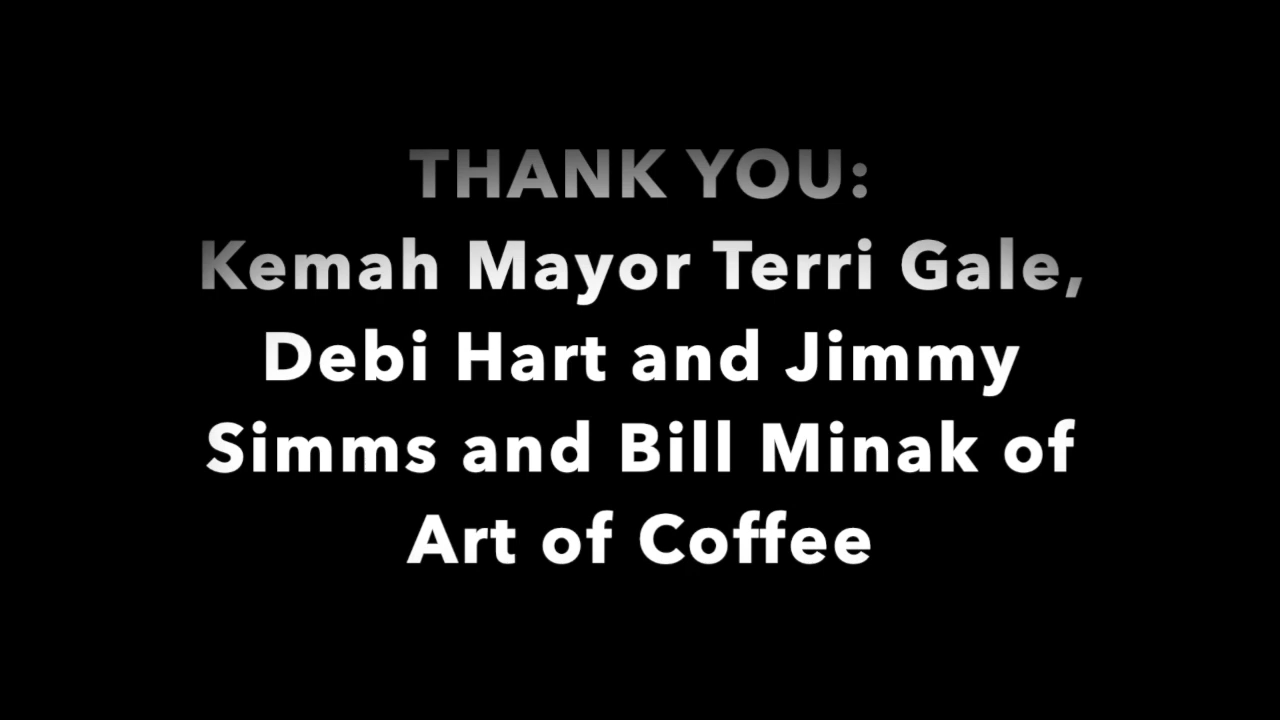 THANK YOU:
Kemah Mayor Terri Gale,
Debi Hart and Jimmy
Simms and Bill Minak of
Art of Coffee